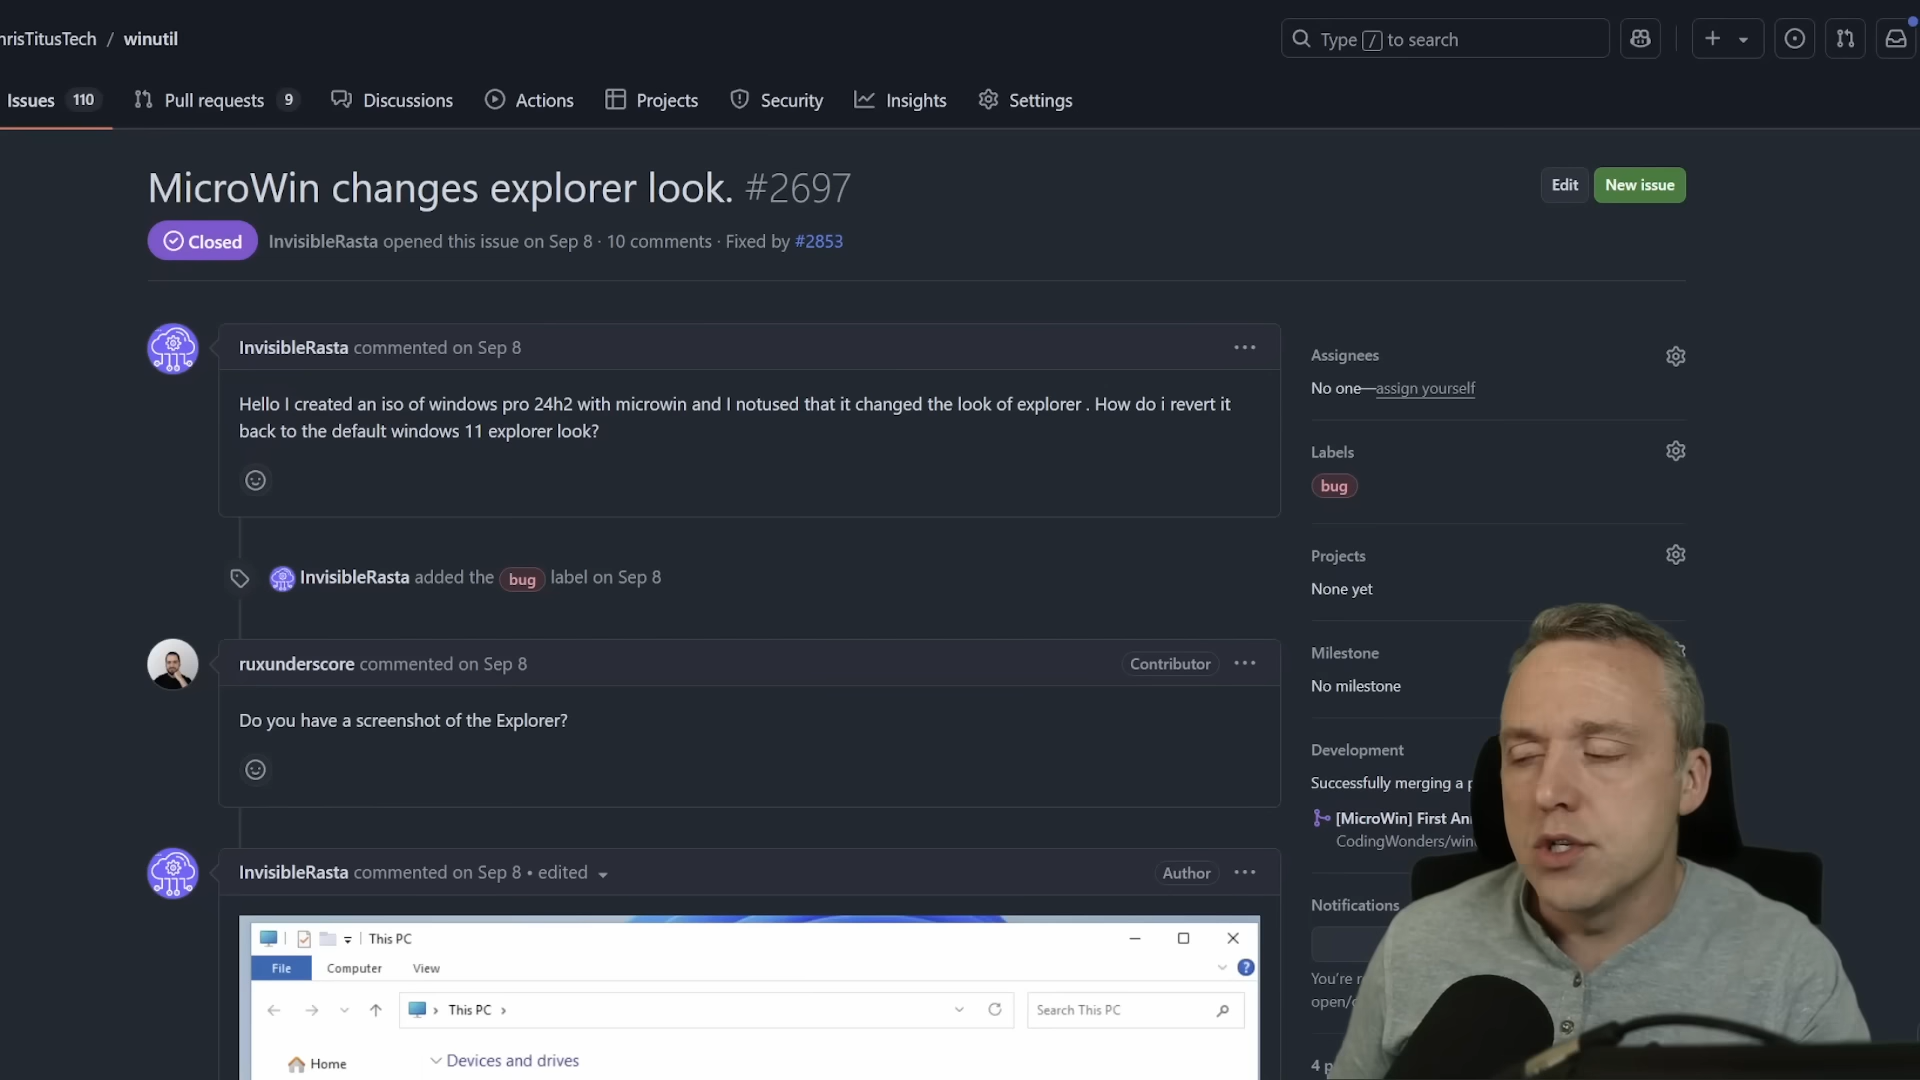 hrisTitusTech / winutil
Type / to search
Issues 110
Pull requests 9
Discussions
Actions
Projects
Security
Insights
Settings
MicroWin changes explorer look. #2697
Edit
New issue
Closed
InvisibleRasta opened this issue on Sep 8 · 10 comments · Fixed by #2853
InvisibleRasta commented on Sep 8
Hello I created an iso of windows pro 24h2 with microwin and I notused that it changed the look of explorer . How do i revert it
back to the default windows 11 explorer look?
InvisibleRasta added the bug label on Sep 8
ruxunderscore commented on Sep 8
Contributor
Do you have a screenshot of the Explorer?
InvisibleRasta commented on Sep 8 • edited
Author
This PC
File Computer View
This PC
Search This PC
Home
Devices and drives
Assignees
No one—assign yourself
Labels
bug
Projects
None yet
Milestone
No milestone
Development
Successfully merging a p
[MicroWin] First An
CodingWonders/win
Notifications
You're r
open/c
4 p